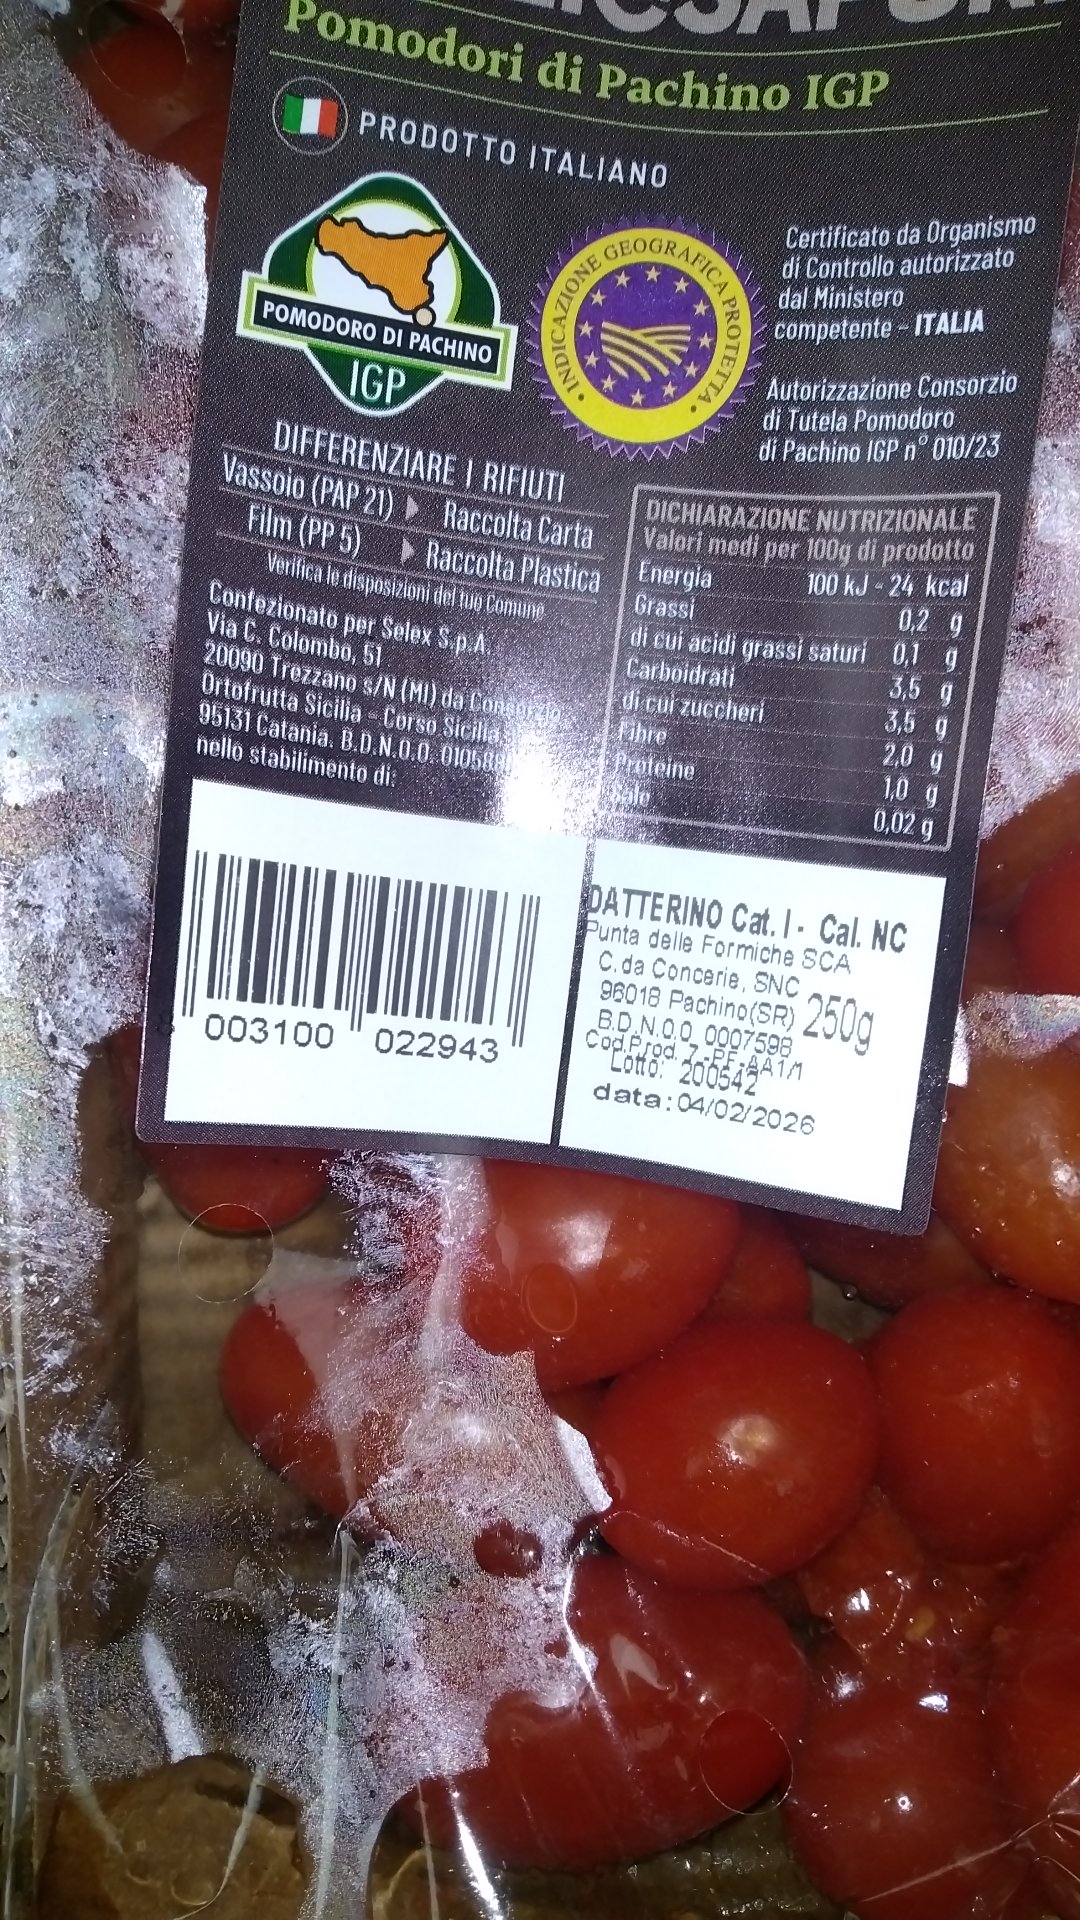 Pomodori di Pachino IGP
PRODOTTO ITALIANO
POMODORO DI PACHINO
IGP
INDICAZIONE GEOGRAFICA PROTETTA
Certificato da Organismo
di Controllo autorizzato
dal Ministero
competente - ITALIA
Autorizzazione Consorzio
di Tutela Pomodoro
di Pachino IGP n° 010/23
DIFFERENZIARE I RIFIUTI
Vassoio (PAP 21) Raccolta Carta
Film (PP 5) Raccolta Plastica
Verifica le disposizioni del tuo Comune
Confezionato per Selex S.p.A.
Via C. Colombo, 51
20090 Trezzano s/N (MI) da Consorzio
Ortofrutta Sicilia - Corso Sicilia,
95131 Catania. B.D.N.O.O.
nello stabilimento di:
DICHIARAZIONE NUTRIZIONALE
Valori medi per 100g di prodotto
Energia 100 kJ - 24 kcal
Grassi 0,2 g
di cui acidi grassi saturi 0,1 g
Carboidrati 3,5 g
di cui zuccheri 3,5 g
Fibre 2,0 g
Proteine 1,0 g
Sale 0,02 g
003100 022943
DATTERINO Cat. I - Cal. NC
Punta delle Formiche SCA
C.da Concerie, SNC
96018 Pachino(SR) 250g
B.D.N.O.O. 0007598
Cod.Prod. 7-PF-AA1/1
Lotto: 200542
data:04/02/2026